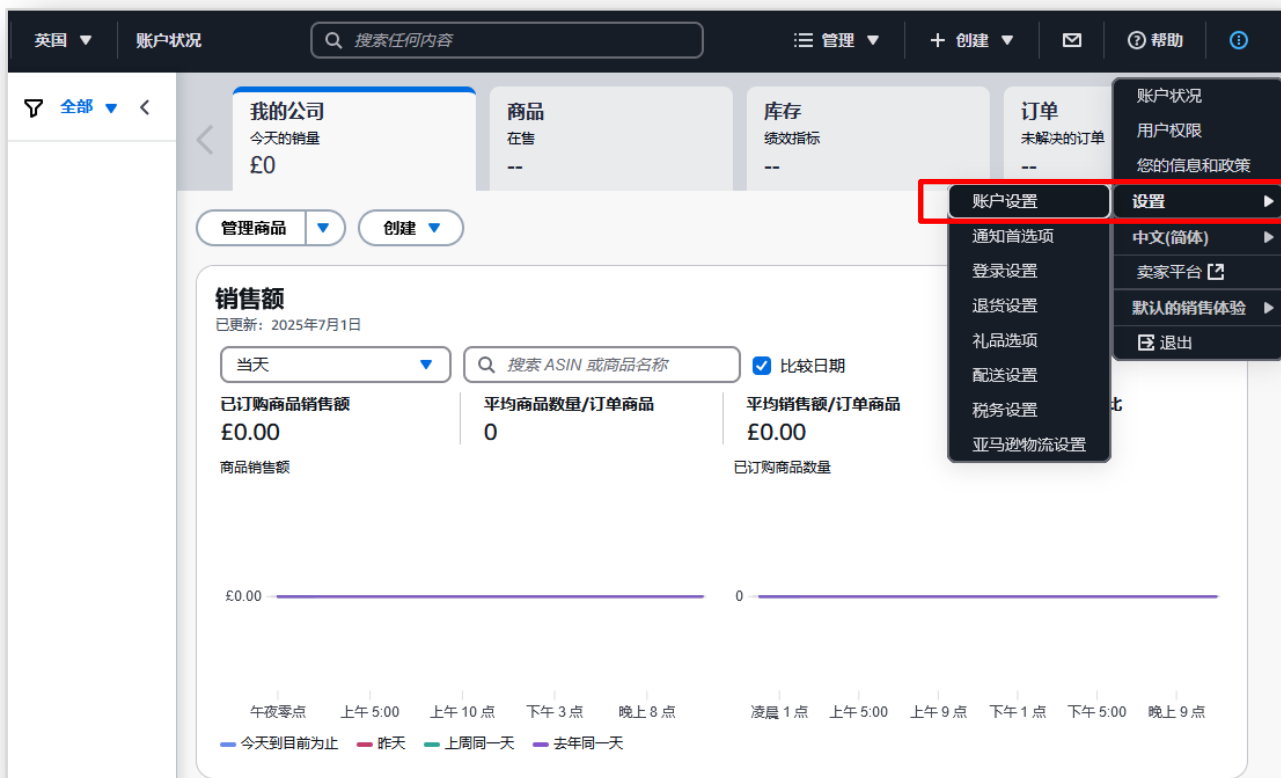 英国 ▼ 账户状况 搜索任何内容 管理 ▼ + 创建 ▼ 帮助
全部 ▼
我的公司
今天的销量
£0
商品
在售
--
库存
绩效指标
--
订单
未解决的订单
--
账户状况
用户权限
您的信息和政策
设置
中文(简体)
卖家平台
默认的销售体验
退出
账户设置
通知首选项
登录设置
退货设置
礼品选项
配送设置
税务设置
亚马逊物流设置
管理商品 ▼ 创建 ▼
销售额
已更新：2025年7月1日
当天 ▼ 搜索 ASIN 或商品名称 比较日期
已订购商品销售额
£0.00
平均商品数量/订单商品
0
平均销售额/订单商品
£0.00
比
商品销售额
已订购商品数量
£0.00
0
午夜零点 上午 5:00 上午 10 点 下午 3 点 晚上 8 点
凌晨 1 点 上午 5:00 上午 9 点 下午 1 点 下午 5:00 晚上 9 点
今天到目前为止 昨天 上周同一天 去年同一天